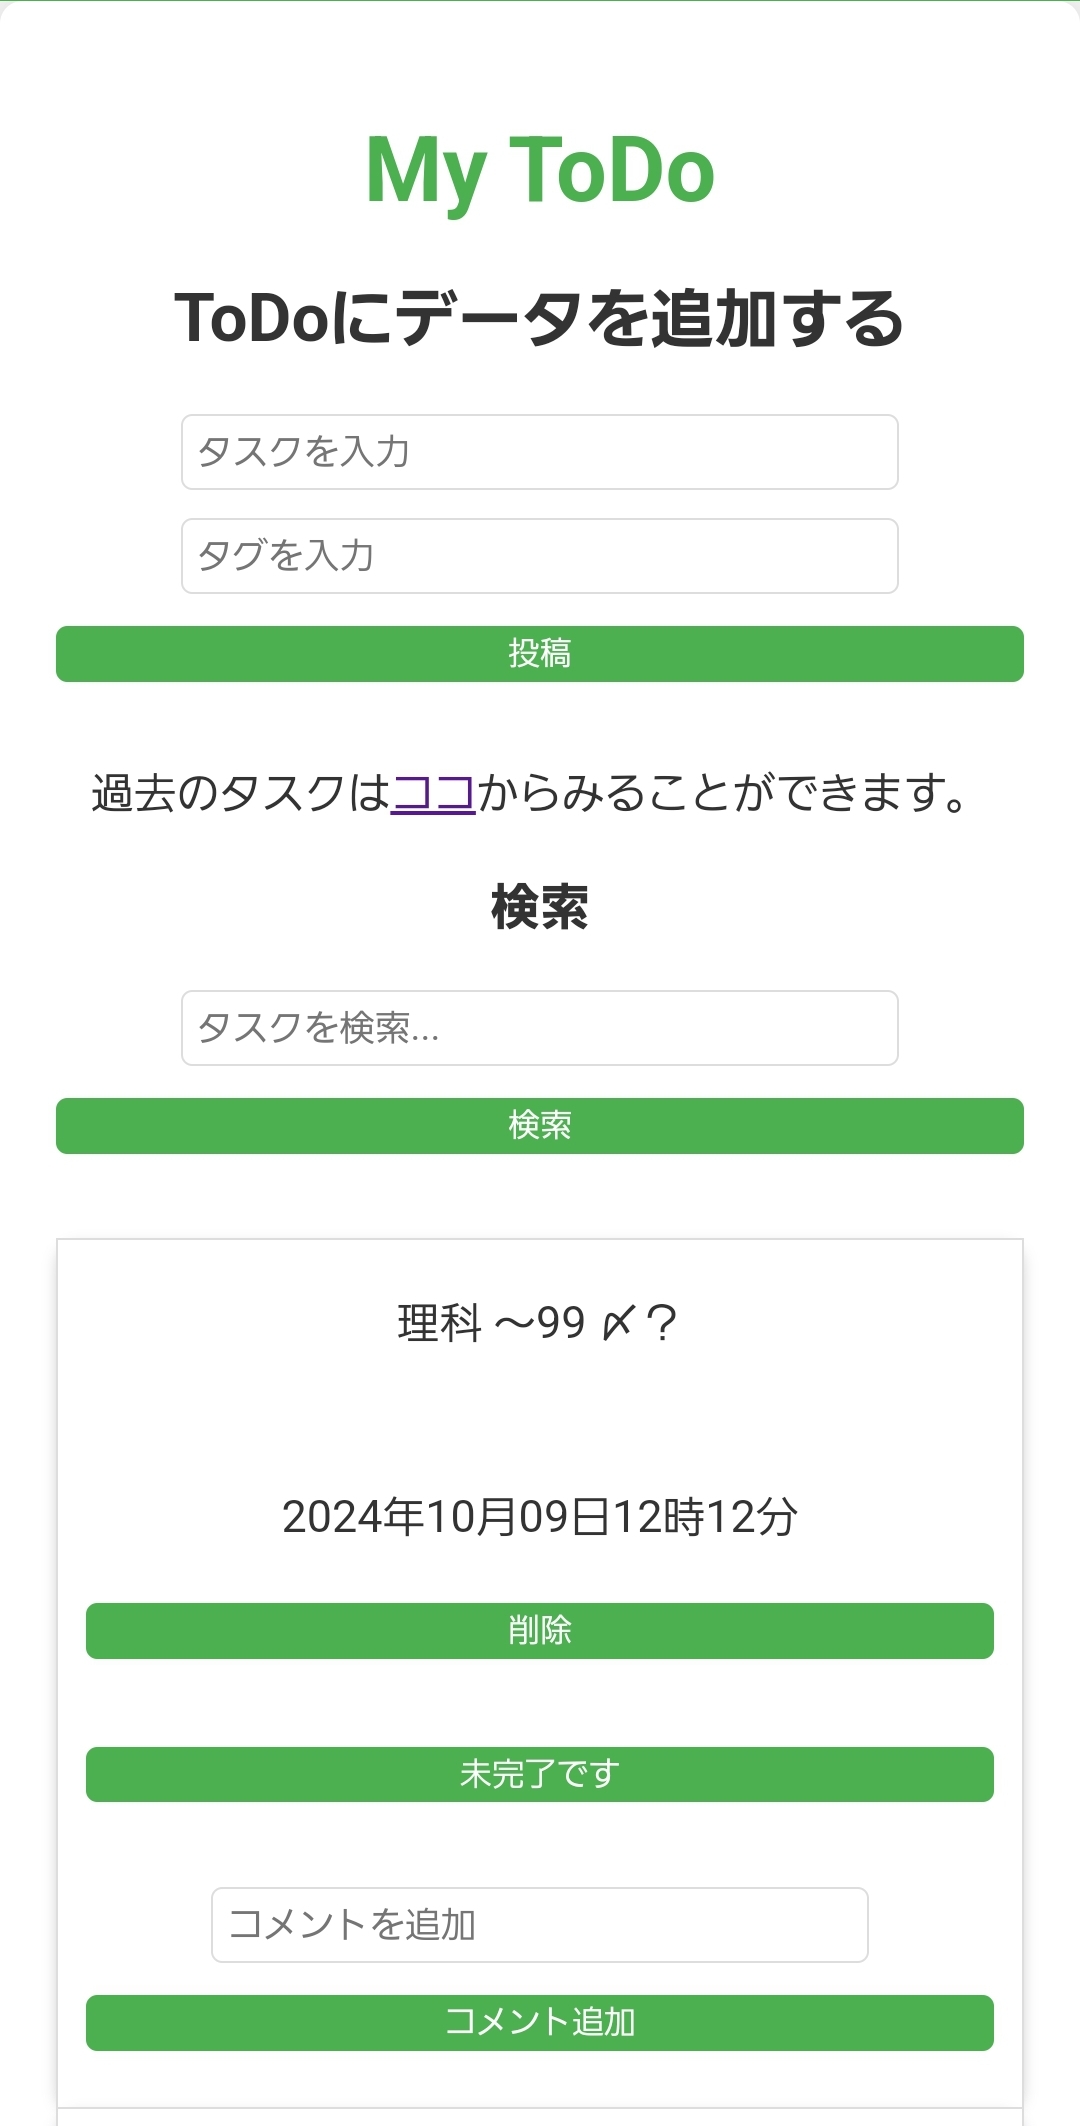 My ToDo
ToDoにデータを追加する
タスクを入力
タグを入力
投稿
過去のタスクはココからみることができます。
検索
タスクを検索...
検索
理科 〜99 〆？
2024年10月09日12時12分
削除
未完了です
コメントを追加
コメント追加